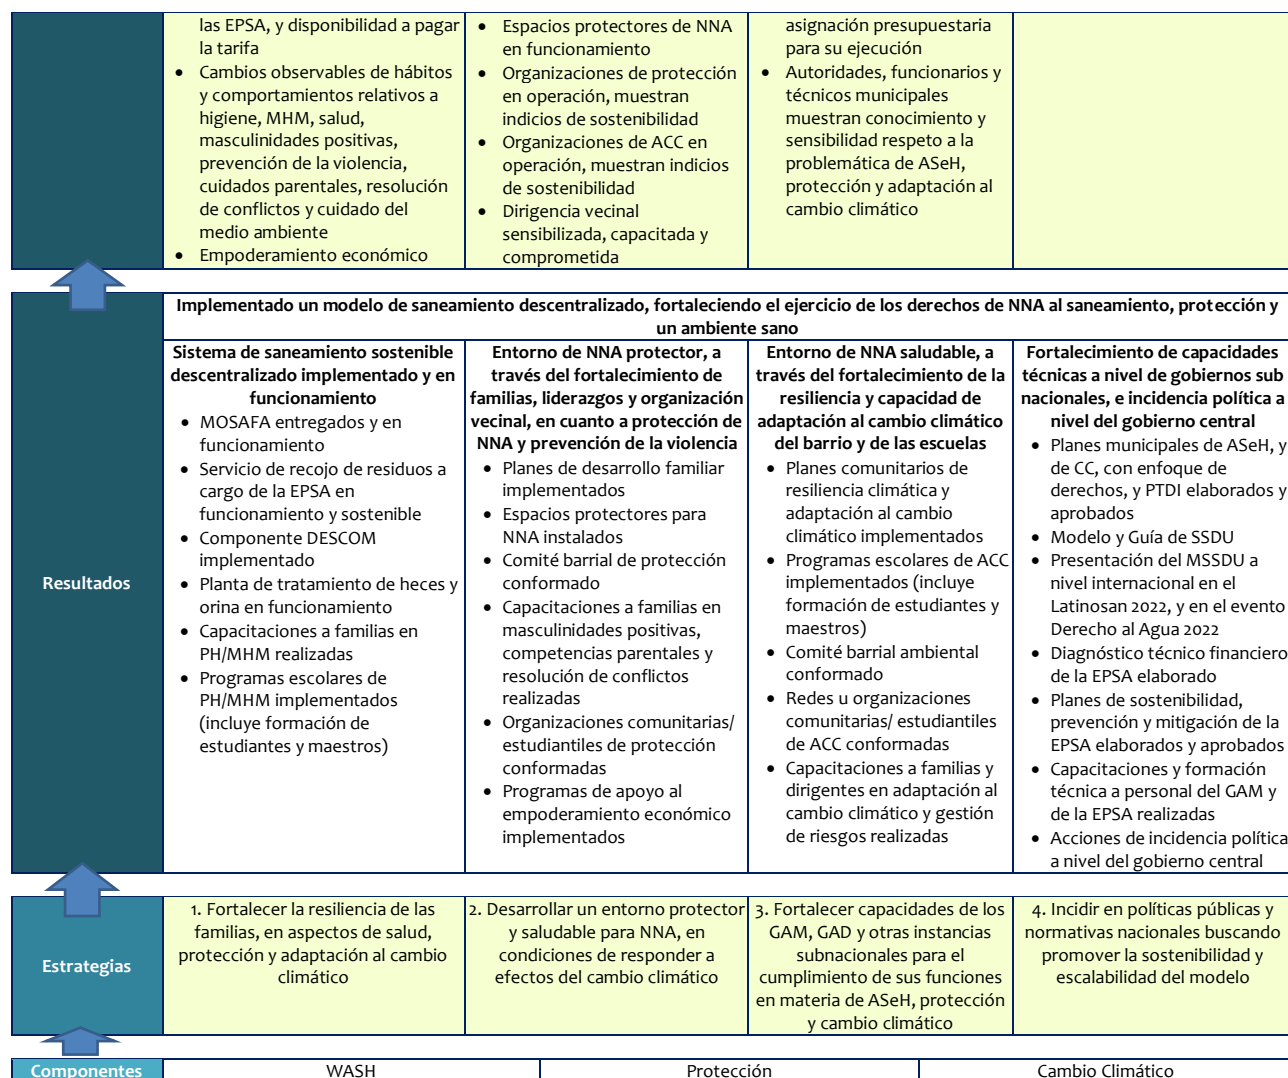 las EPSA, y disponibilidad a pagar
la tarifa
• Cambios observables de hábitos
y comportamientos relativos a
higiene, MHM, salud,
masculinidades positivas,
prevención de la violencia,
cuidados parentales, resolución
de conflictos y cuidado del
medio ambiente
• Empoderamiento económico
• Espacios protectores de NNA
en funcionamiento
• Organizaciones de protección
en operación, muestran
indicios de sostenibilidad
• Organizaciones de ACC en
operación, muestran indicios
de sostenibilidad
• Dirigencia vecinal
sensibilizada, capacitada y
comprometida
asignación presupuestaria
para su ejecución
• Autoridades, funcionarios y
técnicos municipales
muestran conocimiento y
sensibilidad respeto a la
problemática de ASeH,
protección y adaptación al
cambio climático
Resultados
Implementado un modelo de saneamiento descentralizado, fortaleciendo el ejercicio de los derechos de NNA al saneamiento, protección y
un ambiente sano
Sistema de saneamiento sostenible
descentralizado implementado y en
funcionamiento
• MOSAFA entregados y en
funcionamiento
• Servicio de recojo de residuos a
cargo de la EPSA en
funcionamiento y sostenible
• Componente DESCOM
implementado
• Planta de tratamiento de heces y
orina en funcionamiento
• Capacitaciones a familias en
PH/MHM realizadas
• Programas escolares de
PH/MHM implementados
(incluye formación de
estudiantes y maestros)
Entorno de NNA protector, a
través del fortalecimiento de
familias, liderazgos y organización
vecinal, en cuanto a protección de
NNA y prevención de la violencia
• Planes de desarrollo familiar
implementados
• Espacios protectores para
NNA instalados
• Comité barrial de protección
conformado
• Capacitaciones a familias en
masculinidades positivas,
competencias parentales y
resolución de conflictos
realizadas
• Organizaciones comunitarias/
estudiantiles de protección
conformadas
• Programas de apoyo al
empoderamiento económico
implementados
Entorno de NNA saludable, a
través del fortalecimiento de la
resiliencia y capacidad de
adaptación al cambio climático
del barrio y de las escuelas
• Planes comunitarios de
resiliencia climática y
adaptación al cambio
climático implementados
• Programas escolares de ACC
implementados (incluye
formación de estudiantes y
maestros)
• Comité barrial ambiental
conformado
• Redes u organizaciones
comunitarias/ estudiantiles
de ACC conformadas
• Capacitaciones a familias y
dirigentes en adaptación al
cambio climático y gestión
de riesgos realizadas
Fortalecimiento de capacidades
técnicas a nivel de gobiernos sub
nacionales, e incidencia política a
nivel del gobierno central
• Planes municipales de ASeH, y
de CC, con enfoque de
derechos, y PTDI elaborados y
aprobados
• Modelo y Guía de SSDU
• Presentación del MSSDU a
nivel internacional en el
Latinosan 2022, y en el evento
Derecho al Agua 2022
• Diagnóstico técnico financiero
de la EPSA elaborado
• Planes de sostenibilidad,
prevención y mitigación de la
EPSA elaborados y aprobados
• Capacitaciones y formación
técnica a personal del GAM y
de la EPSA realizadas
• Acciones de incidencia política
a nivel del gobierno central
Estrategias
1. Fortalecer la resiliencia de las
familias, en aspectos de salud,
protección y adaptación al cambio
climático
2. Desarrollar un entorno protector
y saludable para NNA, en
condiciones de responder a
efectos del cambio climático
3. Fortalecer capacidades de los
GAM, GAD y otras instancias
subnacionales para el
cumplimiento de sus funciones
en materia de ASeH, protección
y cambio climático
4. Incidir en políticas públicas y
normativas nacionales buscando
promover la sostenibilidad y
escalabilidad del modelo
Componentes
WASH
Protección
Cambio Climático